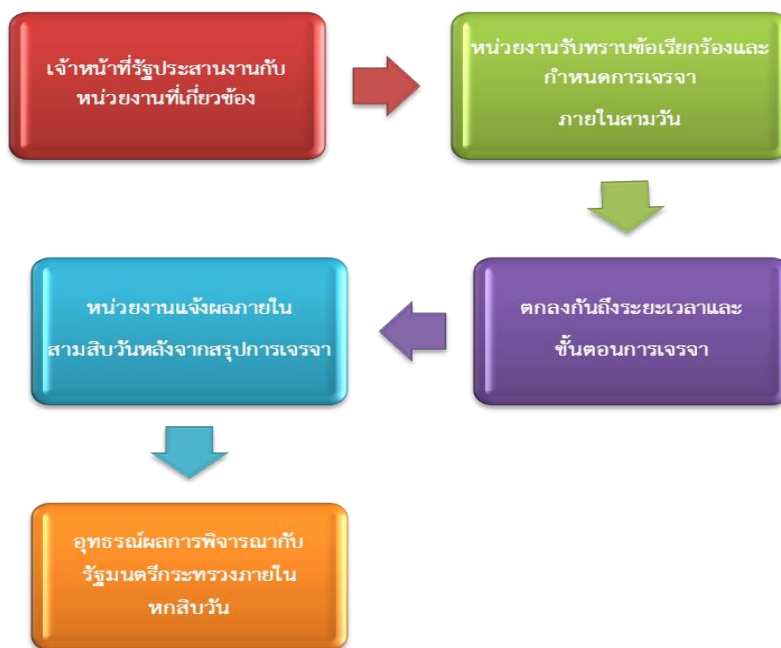 เจ้าหน้าที่รัฐประสานงานกับ
หน่วยงานที่เกี่ยวข้อง
หน่วยงานรับทราบข้อเรียกร้องและ
กำหนดการเจรจา
ภายในสามวัน
ตกลงกันถึงระยะเวลาและ
ขั้นตอนการเจรจา
หน่วยงานแจ้งผลภายใน
สามสิบวันหลังจากสรุปการเจรจา
อุทธรณ์ผลการพิจารณากับ
รัฐมนตรีกระทรวงภายใน
หกสิบวัน